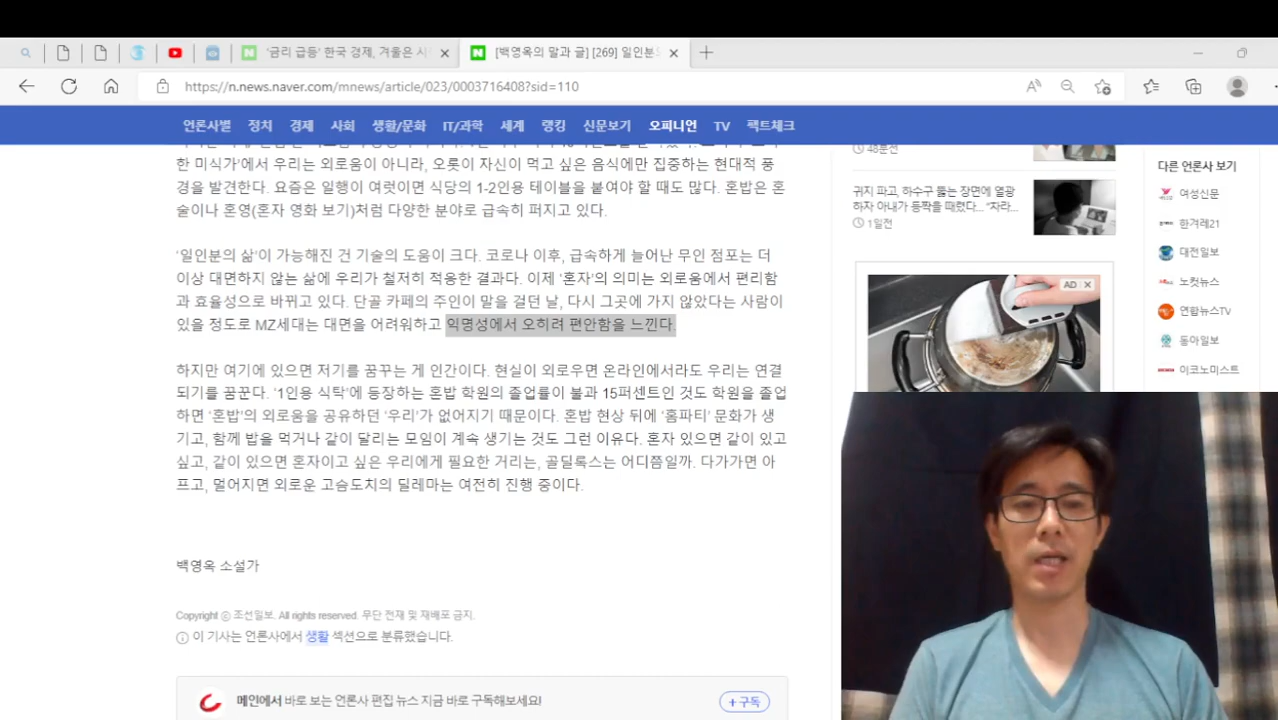 '금리 급등' 한국 경제, 겨울은 시
[백영옥의 말과 글] [269] 일인분의
https://n.news.naver.com/mnews/article/023/0003716408?sid=110
언론사별 정치 경제 사회 생활/문화 IT/과학 세계 랭킹 신문보기 오피니언 TV 팩트체크
한 미식가'에서 우리는 외로움이 아니라, 오롯이 자신이 먹고 싶은 음식에만 집중하는 현대적 풍
경을 발견한다. 요즘은 일행이 여럿이면 식당의 1-2인용 테이블을 붙여야 할 때도 많다. 혼밥은 혼
술이나 혼영(혼자 영화 보기)처럼 다양한 분야로 급속히 퍼지고 있다.
'일인분의 삶'이 가능해진 건 기술의 도움이 크다. 코로나 이후, 급속하게 늘어난 무인 점포는 더
이상 대면하지 않는 삶에 우리가 철저히 적응한 결과다. 이제 '혼자'의 의미는 외로움에서 편리함
과 효율성으로 바뀌고 있다. 단골 카페의 주인이 말을 걸던 날, 다시 그곳에 가지 않았다는 사람이
있을 정도로 MZ세대는 대면을 어려워하고 익명성에서 오히려 편안함을 느낀다.
하지만 여기에 있으면 저기를 꿈꾸는 게 인간이다. 현실이 외로우면 온라인에서라도 우리는 연결
되기를 꿈꾼다. '1인용 식탁'에 등장하는 혼밥 학원의 졸업률이 불과 15퍼센트인 것도 학원을 졸업
하면 '혼밥'의 외로움을 공유하던 '우리'가 없어지기 때문이다. 혼밥 현상 뒤에 '홈파티' 문화가 생
기고, 함께 밥을 먹거나 같이 달리는 모임이 계속 생기는 것도 그런 이유다. 혼자 있으면 같이 있고
싶고, 같이 있으면 혼자이고 싶은 우리에게 필요한 거리는, 골딜록스는 어디쯤일까. 다가가면 아
프고, 멀어지면 외로운 고슴도치의 딜레마는 여전히 진행 중이다.
백영옥 소설가
Copyright ⓒ 조선일보. All rights reserved. 무단 전재 및 재배포 금지.
이 기사는 언론사에서 생활 섹션으로 분류했습니다.
메인에서 바로 보는 언론사 편집 뉴스 지금 바로 구독해보세요!
+ 구독
48분전
귀지 파고, 하수구 뚫는 장면에 열광
하자 아내가 등짝을 때렸다... "자라...
1일전
AD
다른 언론사 보기
여성신문
한겨레21
대전일보
노컷뉴스
연합뉴스TV
동아일보
이코노미스트